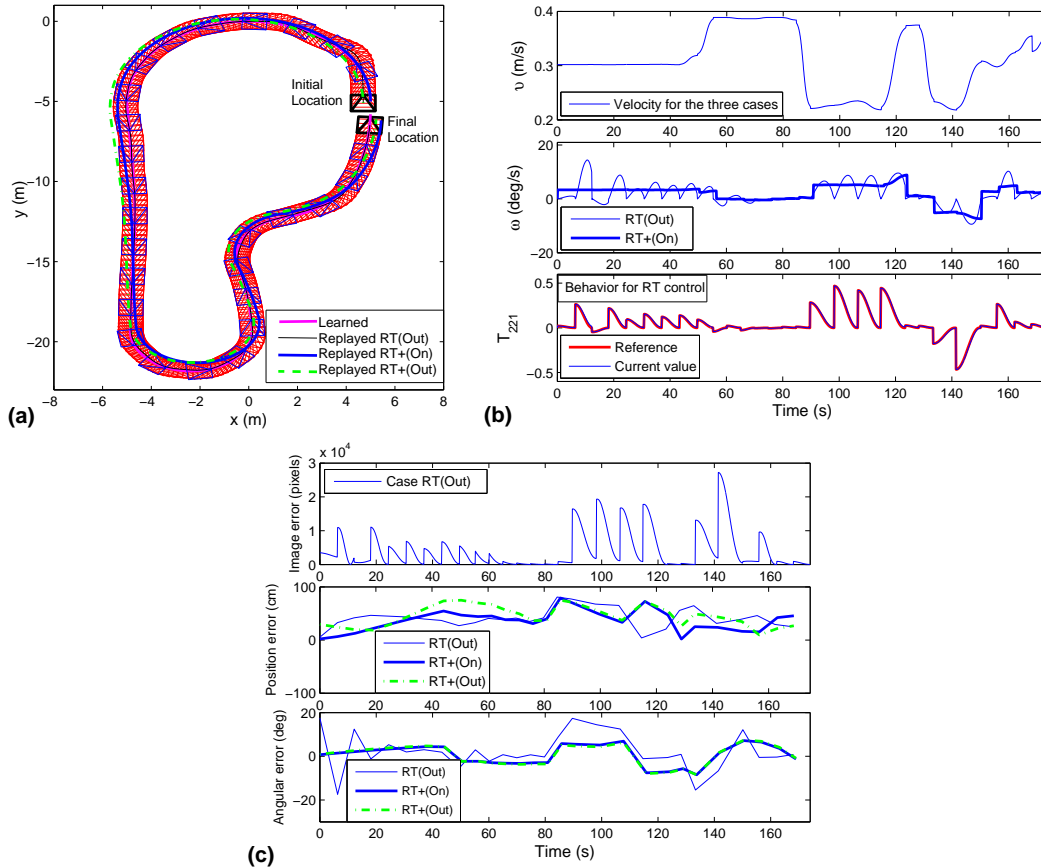 0
−5
−10
−15
−20
y (m)
−8 −6 −4 −2 0 2 4 6 8
x (m)
Initial
Location
Final
Location
Learned
Replayed RT(Out)
Replayed RT+(On)
Replayed RT+(Out)
(a)
0.4
0.3
0.2
υ (m/s)
Velocity for the three cases
0 20 40 60 80 100 120 140 160
20
0
−20
ω (deg/s)
RT(Out)
RT+(On)
0 20 40 60 80 100 120 140 160
0.5
0
−0.5
T221
Behavior for RT control
Reference
Current value
0 20 40 60 80 100 120 140 160
Time (s)
(b)
x 10^4
3
2
1
0
Image error (pixels)
Case RT(Out)
0 20 40 60 80 100 120 140 160
100
0
−100
Position error (cm)
RT(Out)
RT+(On)
RT+(Out)
0 20 40 60 80 100 120 140 160
20
0
−30
Angular error (deg)
RT(Out)
RT+(On)
RT+(Out)
0 20 40 60 80 100 120 140 160
Time (s)
(c)